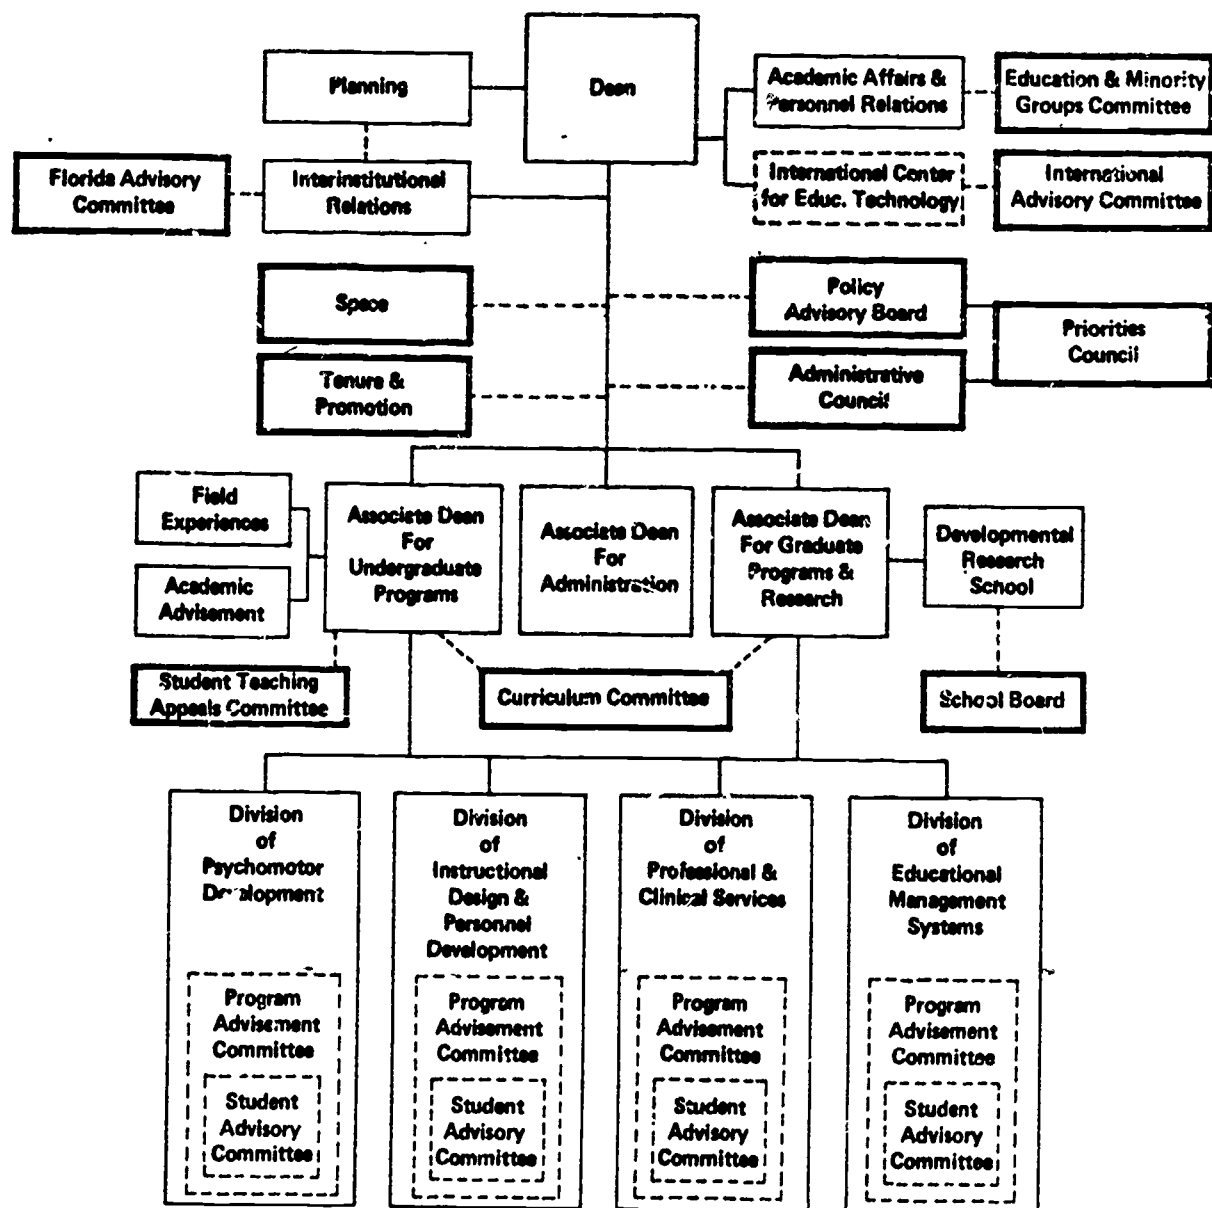 Planning
Dean
Academic Affairs &
Personnel Relations
Education & Minority
Groups Committee
Florida Advisory
Committee
Interinstitutional
Relations
International Center
for Educ. Technology
International
Advisory Committee
Space
Policy
Advisory Board
Priorities
Council
Tenure &
Promotion
Administrative
Council
Field
Experiences
Academic
Advisement
Associate Dean
For
Undergraduate
Programs
Associate Dean
For
Administration
Associate Dean
For Graduate
Programs &
Research
Developmental
Research
School
Student Teaching
Appeals Committee
Curriculum Committee
School Board
Division
of
Psychomotor
Development
Division
of
Instructional
Design &
Personnel
Development
Division
of
Professional &
Clinical Services
Division
of
Educational
Management
Systems
Program
Advisement
Committee
Student
Advisory
Committee
Program
Advisement
Committee
Student
Advisory
Committee
Program
Advisement
Committee
Student
Advisory
Committee
Program
Advisement
Committee
Student
Advisory
Committee